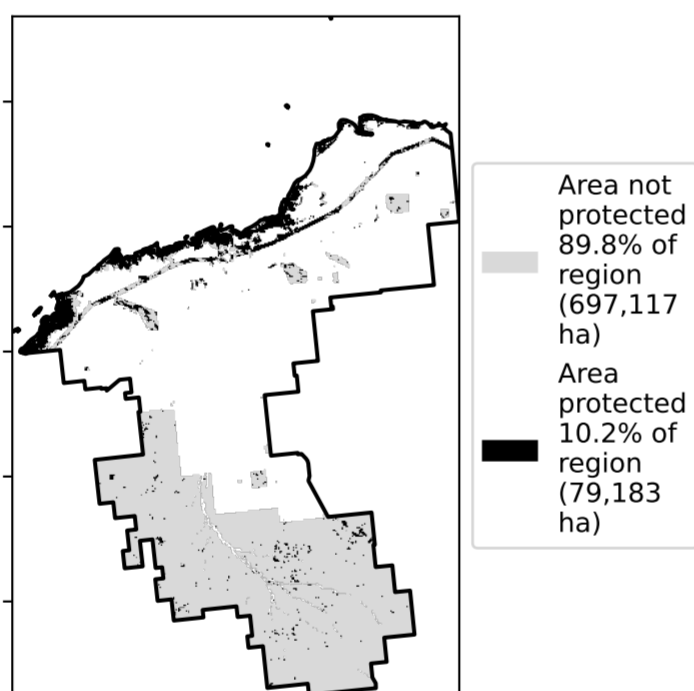 Area not
protected
89.8% of
region
(697,117
ha)
Area
protected
10.2% of
region
(79,183
ha)